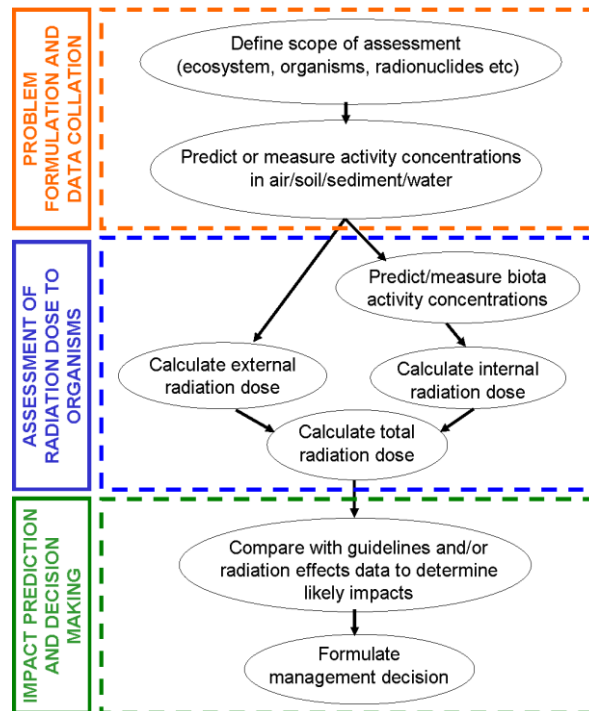 PROBLEM
FORMULATION AND
DATA COLLATION
Define scope of assessment
(ecosystem, organisms, radionuclides etc)
Predict or measure activity concentrations
in air/soil/sediment/water
ASSESSMENT OF
RADIATION DOSE TO
ORGANISMS
Predict/measure biota
activity concentrations
Calculate external
radiation dose
Calculate internal
radiation dose
Calculate total
radiation dose
IMPACT PREDICTION
AND DECISION
MAKING
Compare with guidelines and/or
radiation effects data to determine
likely impacts
Formulate
management decision